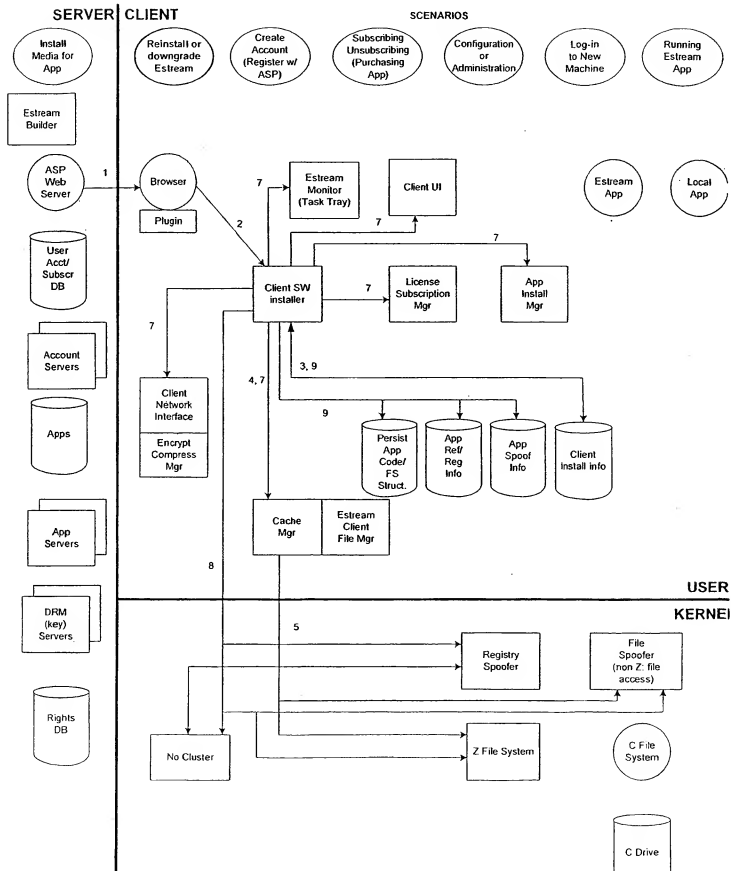 SERVER
CLIENT
SCENARIOS
Install
Media for
App
Reinstall or
downgrade
Estream
Create
Account
(Register w/
ASP)
Subscribing
Unsubscribing
(Purchasing
App)
Configuration
or
Administration
Log-in
to New
Machine
Running
Estream
App
Estream
Builder
ASP
Web
Server
1
Browser
Plugin
2
7
Estream
Monitor
(Task Tray)
Client UI
7
7
Estream
App
Local
App
User
Acct/
Subscr
DB
Client SW
installer
7
License
Subscription
Mgr
App
Install
Mgr
7
Account
Servers
4, 7
3, 9
9
Client
Network
Interface
Encrypt
Compress
Mgr
Apps
Persist
App
Code/
FS
Struct.
App
Ref/
Reg
Info
App
Spoof
Info
Client
Install info
App
Servers
Cache
Mgr
Estream
Client
File Mgr
8
USER
KERNEl
DRM
(key)
Servers
5
Registry
Spoofer
File
Spoofer
(non Z: file
access)
Rights
DB
No Cluster
Z File System
C File
System
C Drive